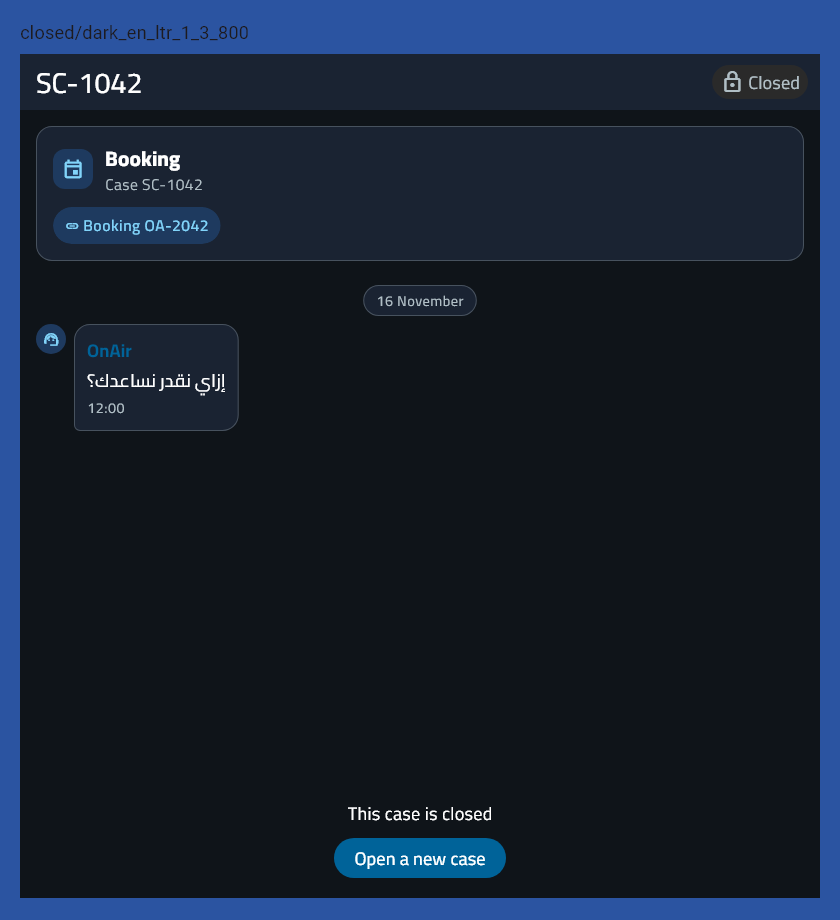 closed/dark_en_ltr_1_3_800
SC-1042
Closed
Booking
Case SC-1042
Booking OA-2042
16 November
OnAir
إزاي نقدر نساعدك؟
12:00
This case is closed
Open a new case